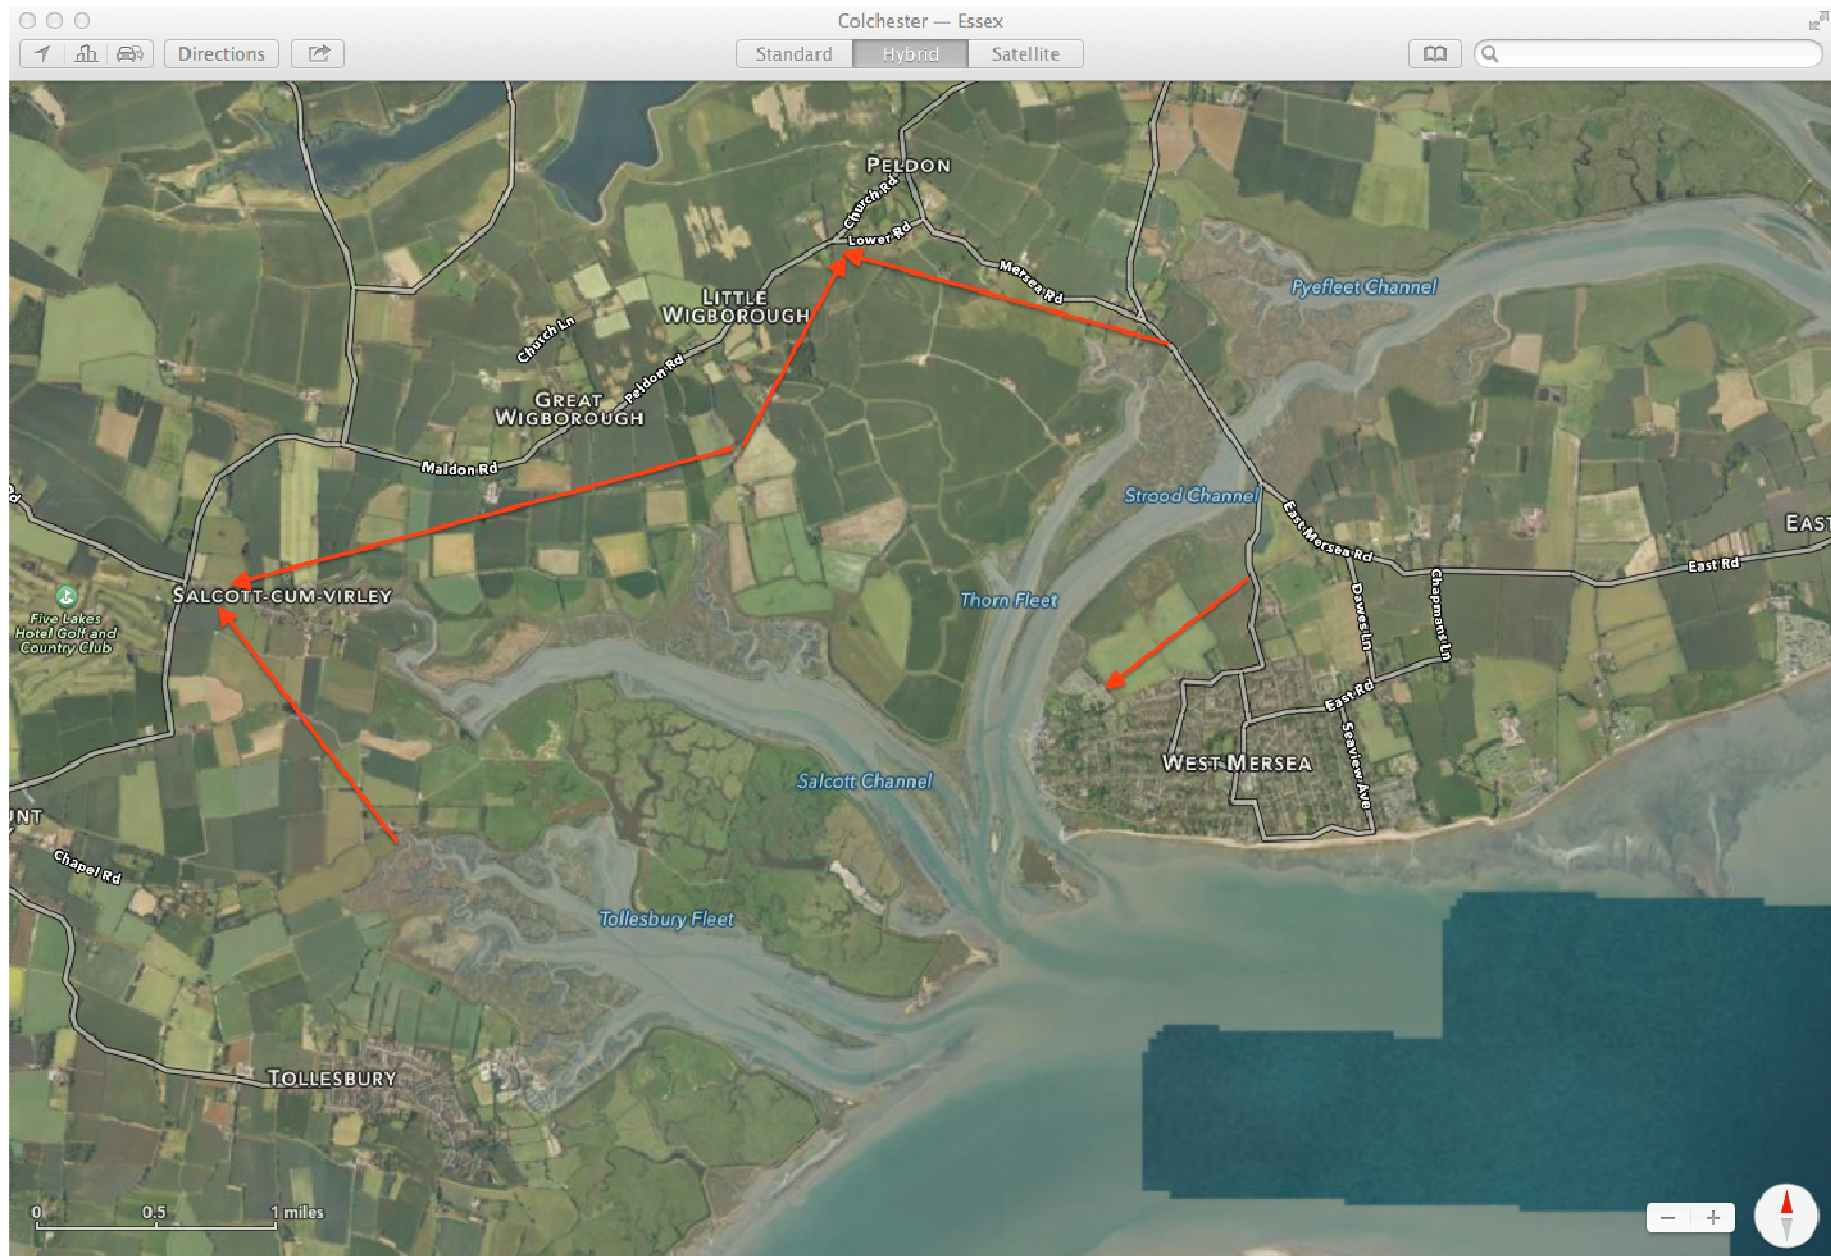 Colchester — Essex
Directions
Standard
Hybrid
Satellite
PELDON
Church Rd
Lower Rd
Mersea Rd
Pyefleet Channel
LITTLE
WIGBOROUGH
Church Ln
Peldon Rd
GREAT
WIGBOROUGH
Maldon Rd
Strood Channel
East Mersea Rd
EAST
East Rd
SALCOTT-CUM-VIRLEY
Thorn Fleet
Dawes Ln
Chapmans Ln
Five Lakes
Hotel Golf and
Country Club
East Rd
Seaview Ave
WEST MERSEA
Salcott Channel
UNT
Chapel Rd
Tollesbury Fleet
TOLLESBURY
0
0.5
1 miles